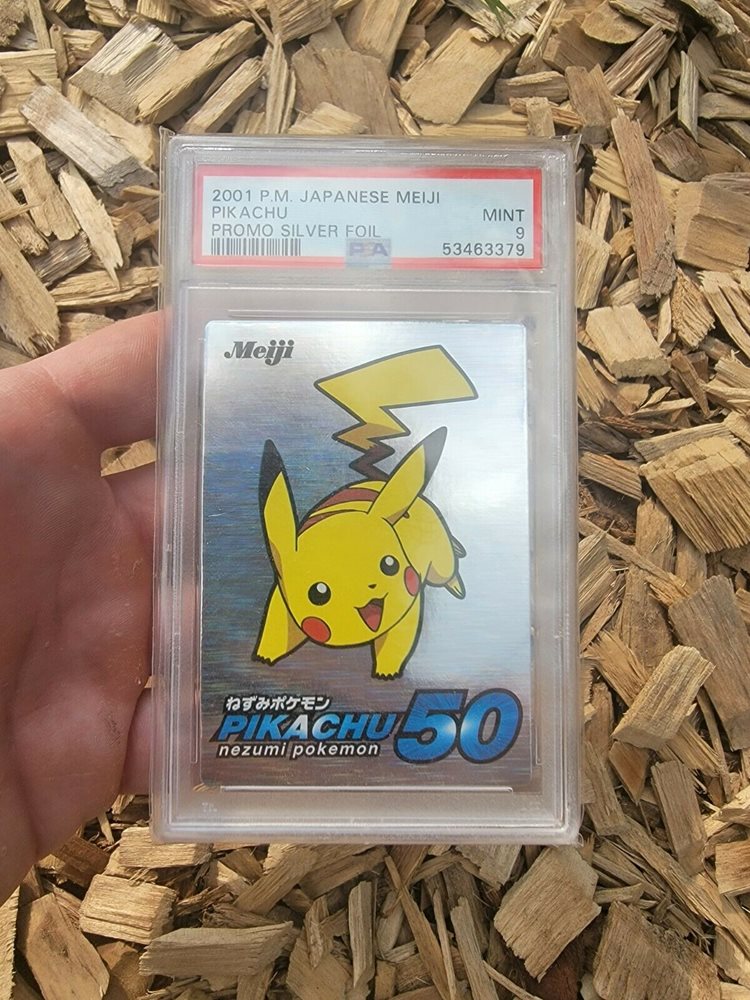 2001 P.M. JAPANESE MEIJI
PIKACHU MINT
PROMO SILVER FOIL 9
PSA 53463379
Meiji
ねずみポケモン
PIKACHU 50
nezumi pokemon